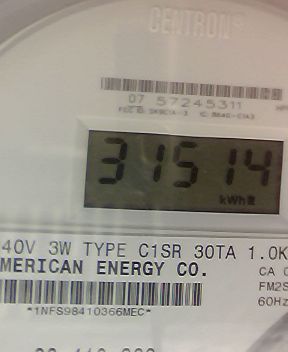 CENTRON®
07 57245311
31514
kWh
40V 3W TYPE C1SR 30TA 1.0K
MERICAN ENERGY CO.
CA
FM2S
60Hz
*1NFS98410366MEC*